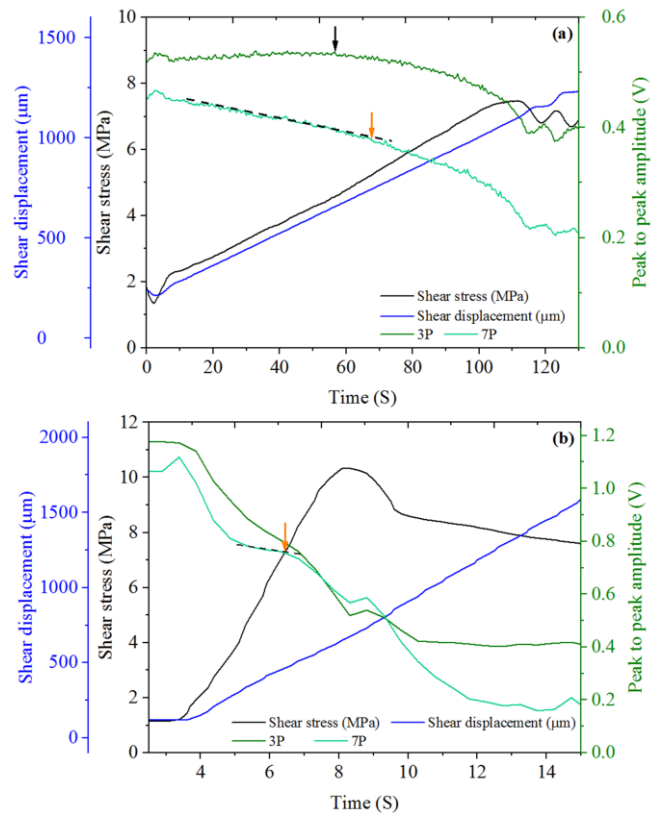 (a)
1500
1000
500
0
Shear displacement (μm)
10
8
6
4
2
0
Shear stress (MPa)
0.6
0.4
0.2
0.0
Peak to peak amplitude (V)
Shear stress (MPa)
Shear displacement (μm)
3P 7P
0 20 40 60 80 100 120
Time (S)
(b)
2000
1500
1000
500
0
Shear displacement (μm)
12
10
8
6
4
2
0
Shear stress (MPa)
1.2
1.0
0.8
0.6
0.4
0.2
0.0
Peak to peak amplitude (V)
Shear stress (MPa) Shear displacement (μm)
3P 7P
4 6 8 10 12 14
Time (S)